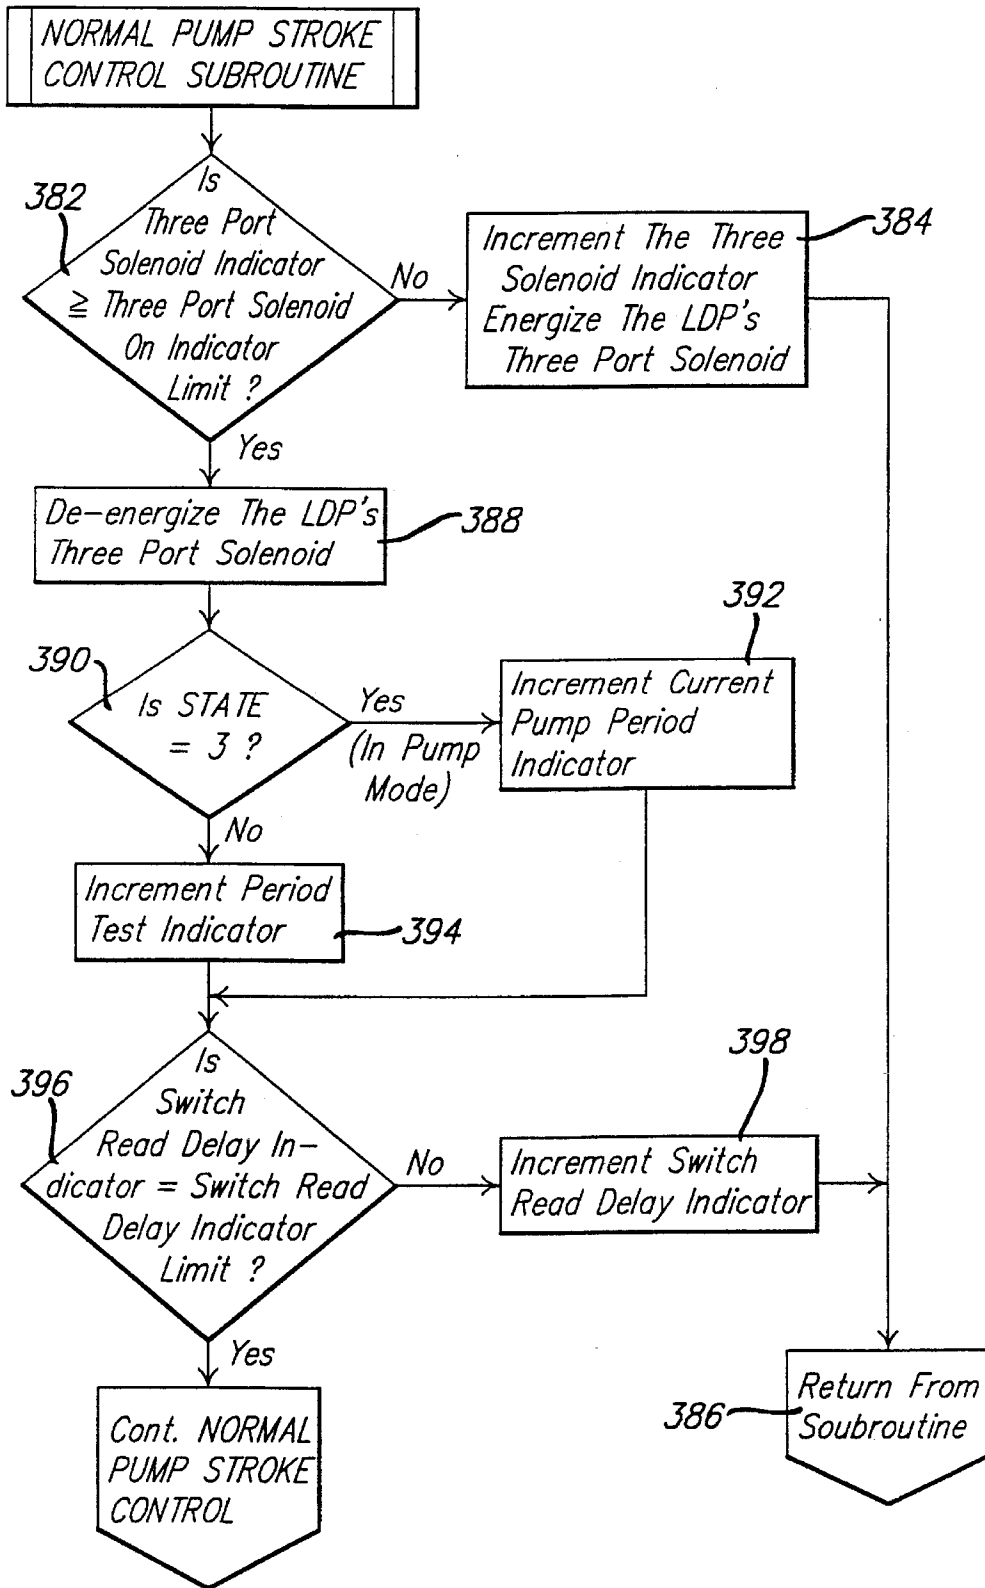 NORMAL PUMP STROKE
CONTROL SUBROUTINE
382
Is
Three Port
Solenoid Indicator
≧ Three Port Solenoid
On Indicator
Limit ?
No
Increment The Three
Solenoid Indicator
Energize The LDP's
Three Port Solenoid
384
Yes
De-energize The LDP's
Three Port Solenoid
388
390
Is STATE
= 3 ?
Yes
(In Pump
Mode)
392
Increment Current
Pump Period
Indicator
No
Increment Period
Test Indicator
394
396
Is
Switch
Read Delay In-
dicator = Switch Read
Delay Indicator
Limit ?
No
398
Increment Switch
Read Delay Indicator
Yes
Cont. NORMAL
PUMP STROKE
CONTROL
386
Return From
Soubroutine